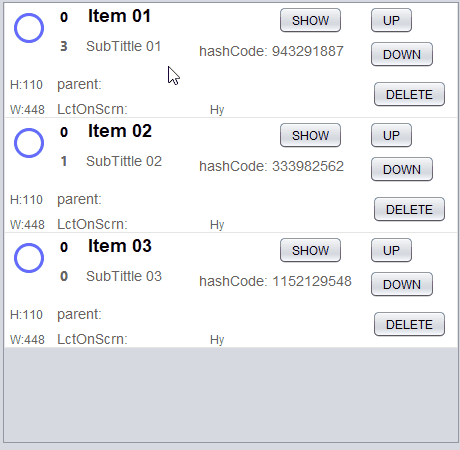 0 Item 01 SHOW UP
3 SubTittle 01 hashCode: 943291887 DOWN
H:110 parent: DELETE
W:448 LctOnScrn: Hy
0 Item 02 SHOW UP
1 SubTittle 02 hashCode: 333982562 DOWN
H:110 parent: DELETE
W:448 LctOnScrn: Hy
0 Item 03 SHOW UP
0 SubTittle 03 hashCode: 1152129548 DOWN
H:110 parent: DELETE
W:448 LctOnScrn: Hy